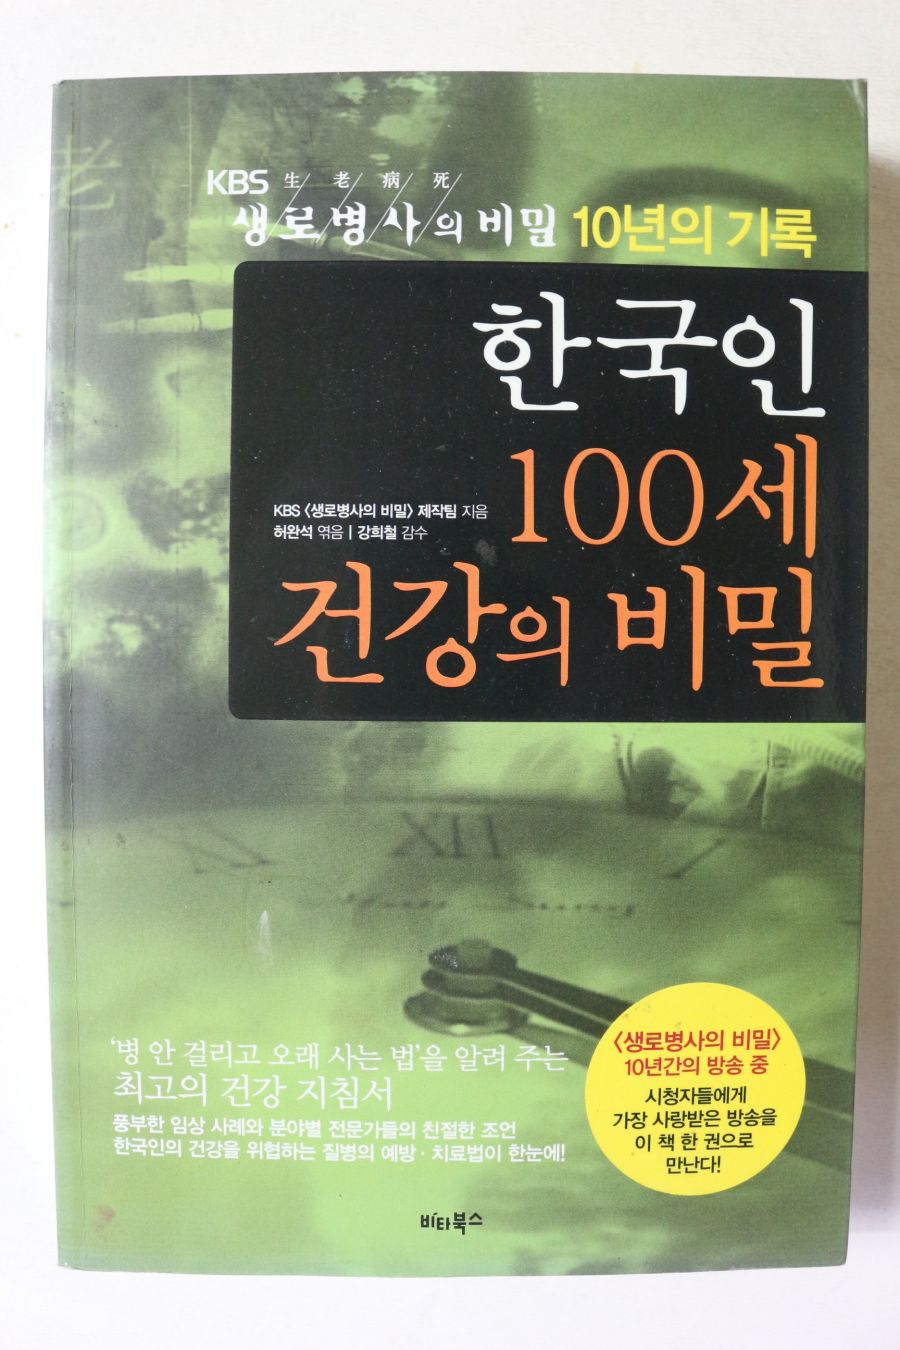 老
KBS 生/老/病/死/
생로병사의 비밀 10년의 기록
한국인
100세
건강의 비밀
KBS 〈생로병사의 비밀〉 제작팀 지음
허완석 엮음 | 강희철 감수
XII
I
'병 안 걸리고 오래 사는 법'을 알려 주는
최고의 건강 지침서
풍부한 임상 사례와 분야별 전문가들의 친절한 조언
한국인의 건강을 위협하는 질병의 예방·치료법이 한눈에!
〈생로병사의 비밀〉
10년간의 방송 중
시청자들에게
가장 사랑받은 방송을
이 책 한 권으로
만난다!
비타북스